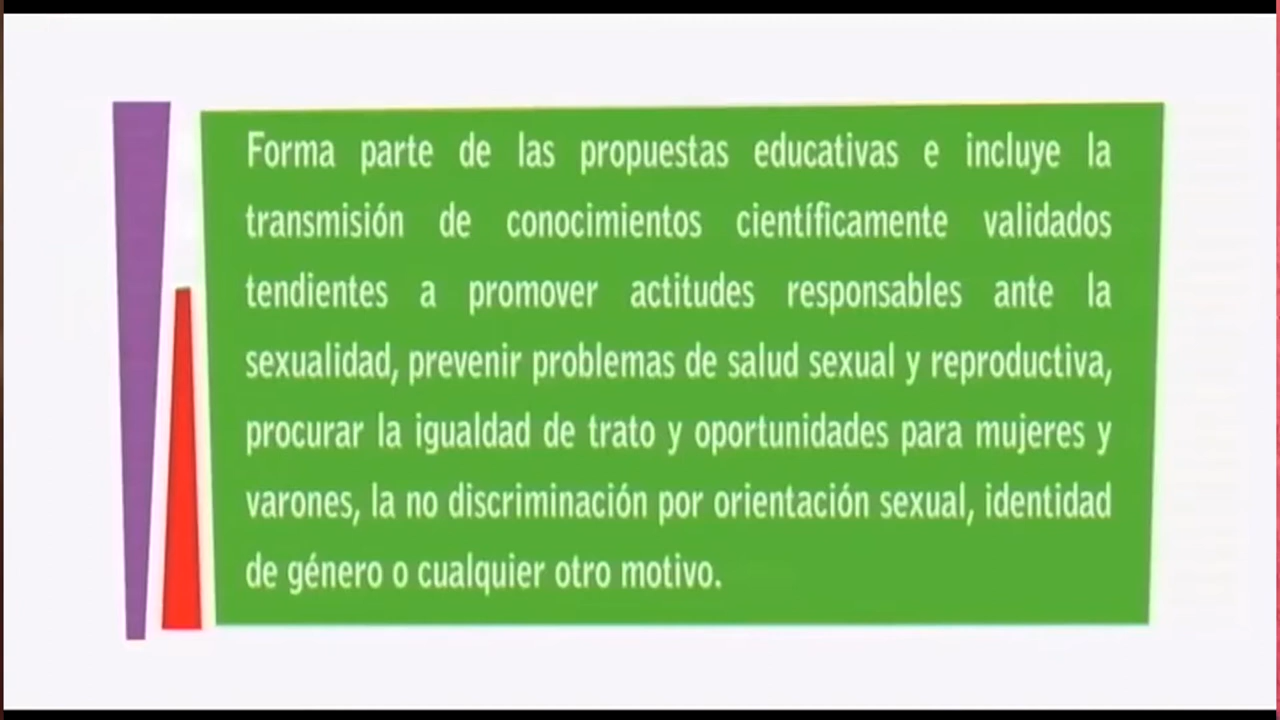 Forma parte de las propuestas educativas e incluye la
transmisión de conocimientos científicamente validados
tendientes a promover actitudes responsables ante la
sexualidad, prevenir problemas de salud sexual y reproductiva,
procurar la igualdad de trato y oportunidades para mujeres y
varones, la no discriminación por orientación sexual, identidad
de género o cualquier otro motivo.